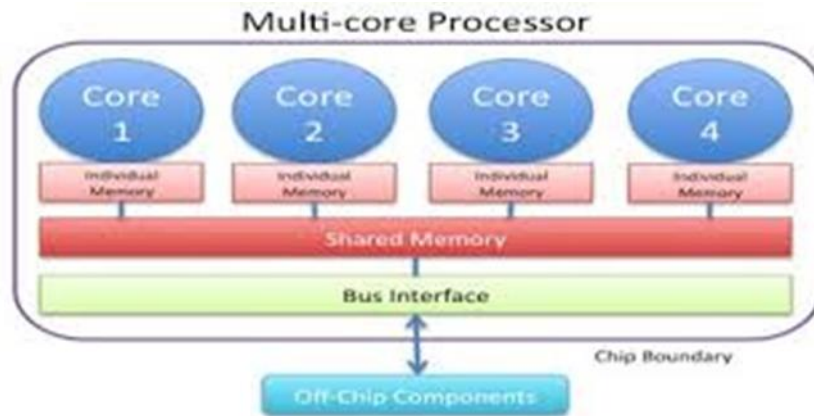 Multi-core Processor
Core 1
Core 2
Core 3
Core 4
Individual Memory
Individual Memory
Individual Memory
Individual Memory
Shared Memory
Bus Interface
Chip Boundary
Off-Chip Components